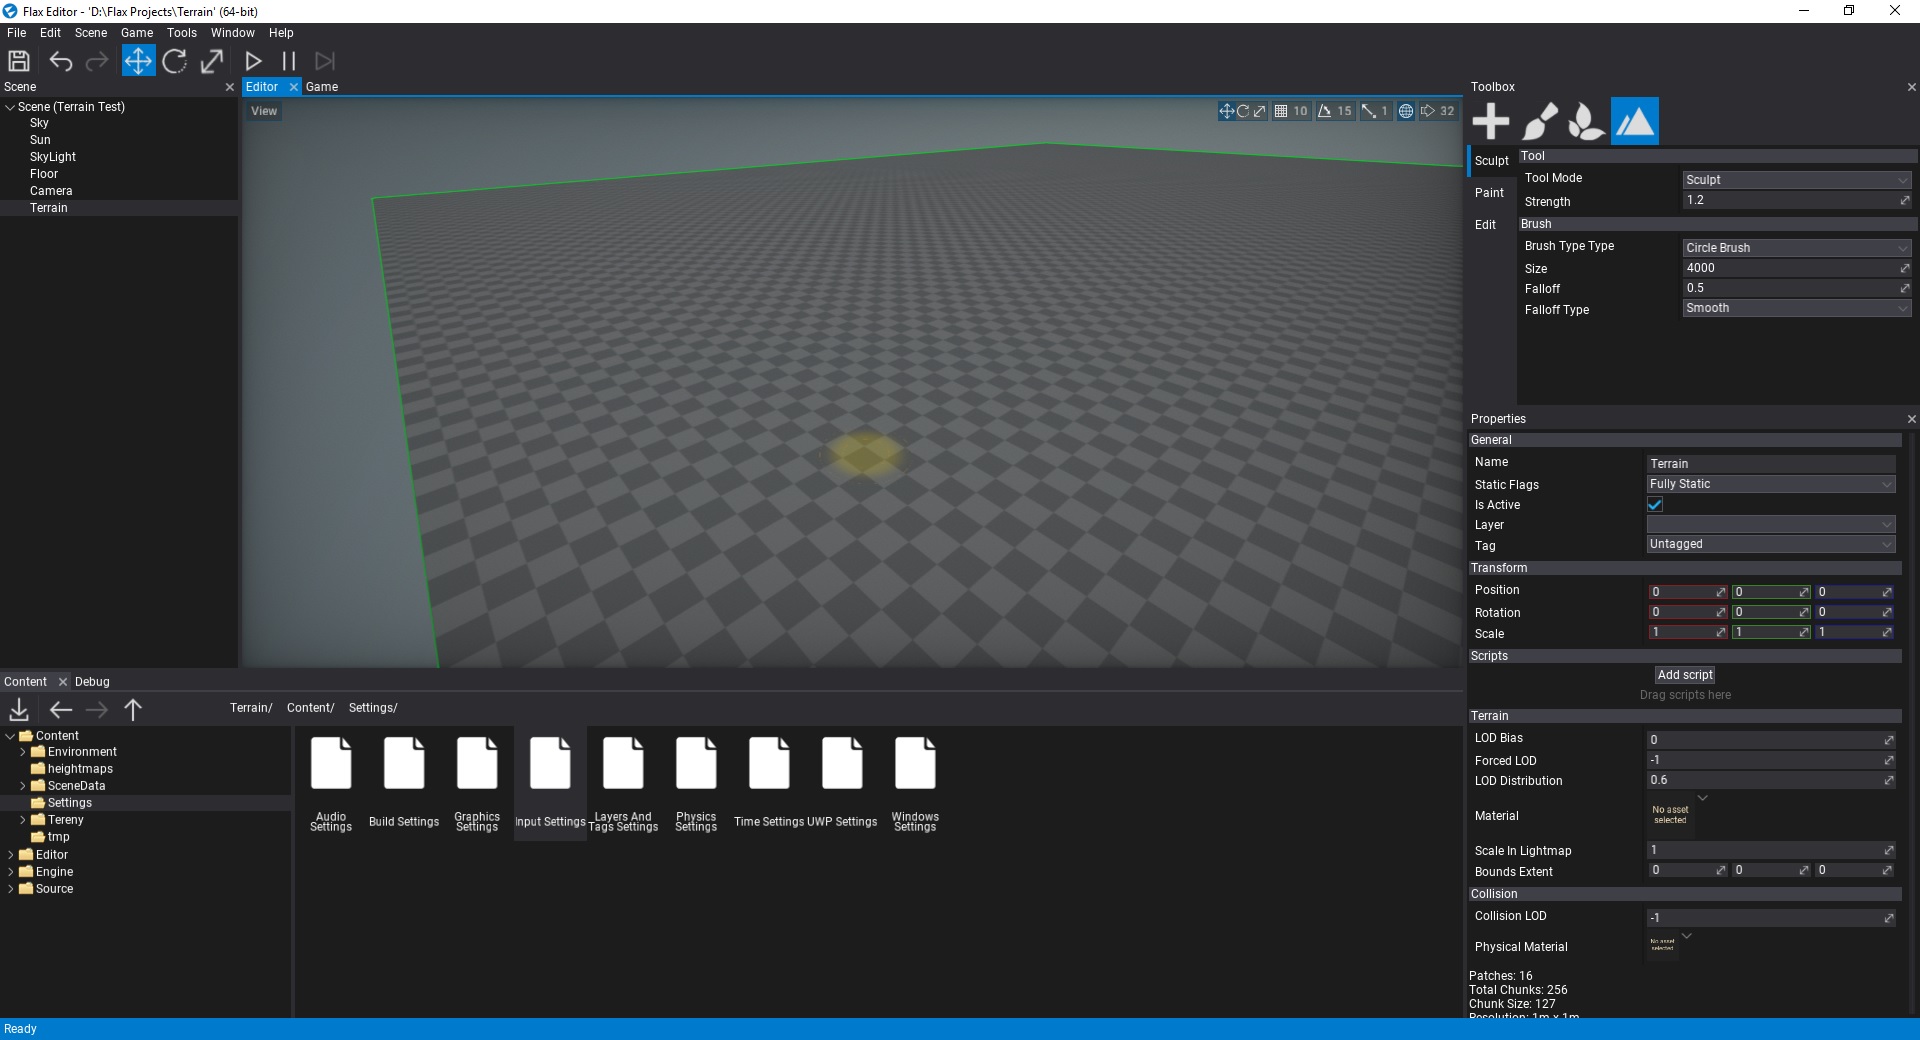 Flax Editor - 'D:\Flax Projects\Terrain' (64-bit)
File Edit Scene Game Tools Window Help
Scene
Scene (Terrain Test)
Sky
Sun
SkyLight
Floor
Camera
Terrain
Editor Game
View
10 15 1 32
Toolbox
Sculpt
Paint
Edit
Tool
Tool Mode Sculpt
Strength 1.2
Brush
Brush Type Type Circle Brush
Size 4000
Falloff 0.5
Falloff Type Smooth
Properties
General
Name Terrain
Static Flags Fully Static
Is Active
Layer
Tag Untagged
Transform
Position 0 0 0
Rotation 0 0 0
Scale 1 1 1
Scripts
Add script
Drag scripts here
Terrain
LOD Bias 0
Forced LOD -1
LOD Distribution 0.6
Material No asset selected
Scale In Lightmap 1
Bounds Extent 0 0 0
Collision
Collision LOD -1
Physical Material No asset selected
Patches: 16
Total Chunks: 256
Chunk Size: 127
Resolution: 1m x 1m
Content Debug
Terrain/ Content/ Settings/
Content
Environment
heightmaps
SceneData
Settings
Tereny
tmp
Editor
Engine
Source
Audio Settings
Build Settings
Graphics Settings
Input Settings
Layers And Tags Settings
Physics Settings
Time Settings
UWP Settings
Windows Settings
Ready